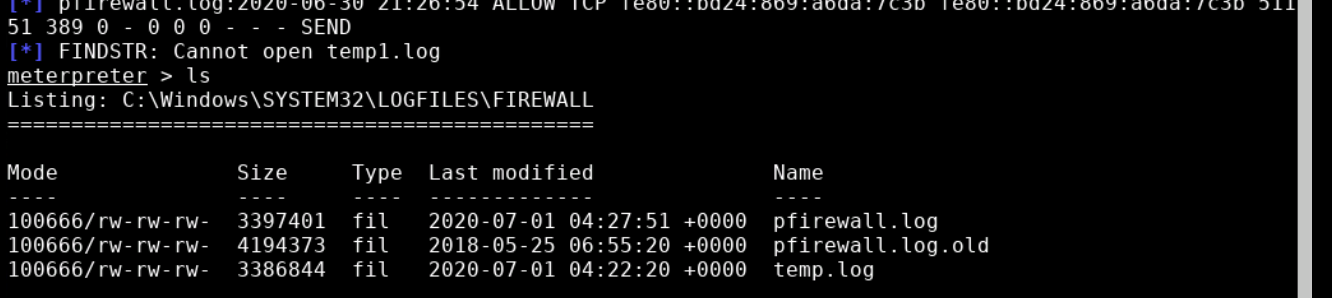 [*] pfirewall.log:2020-06-30 21:26:54 ALLOW TCP fe80::bd24:869:a6da:7c3b fe80::bd24:869:a6da:7c3b 511
51 389 0 - 0 0 0 - - - SEND
[*] FINDSTR: Cannot open temp1.log
meterpreter > ls
Listing: C:\Windows\SYSTEM32\LOGFILES\FIREWALL
==============================================
Mode Size Type Last modified Name
---- ---- ---- ------------- ----
100666/rw-rw-rw- 3397401 fil 2020-07-01 04:27:51 +0000 pfirewall.log
100666/rw-rw-rw- 4194373 fil 2018-05-25 06:55:20 +0000 pfirewall.log.old
100666/rw-rw-rw- 3386844 fil 2020-07-01 04:22:20 +0000 temp.log